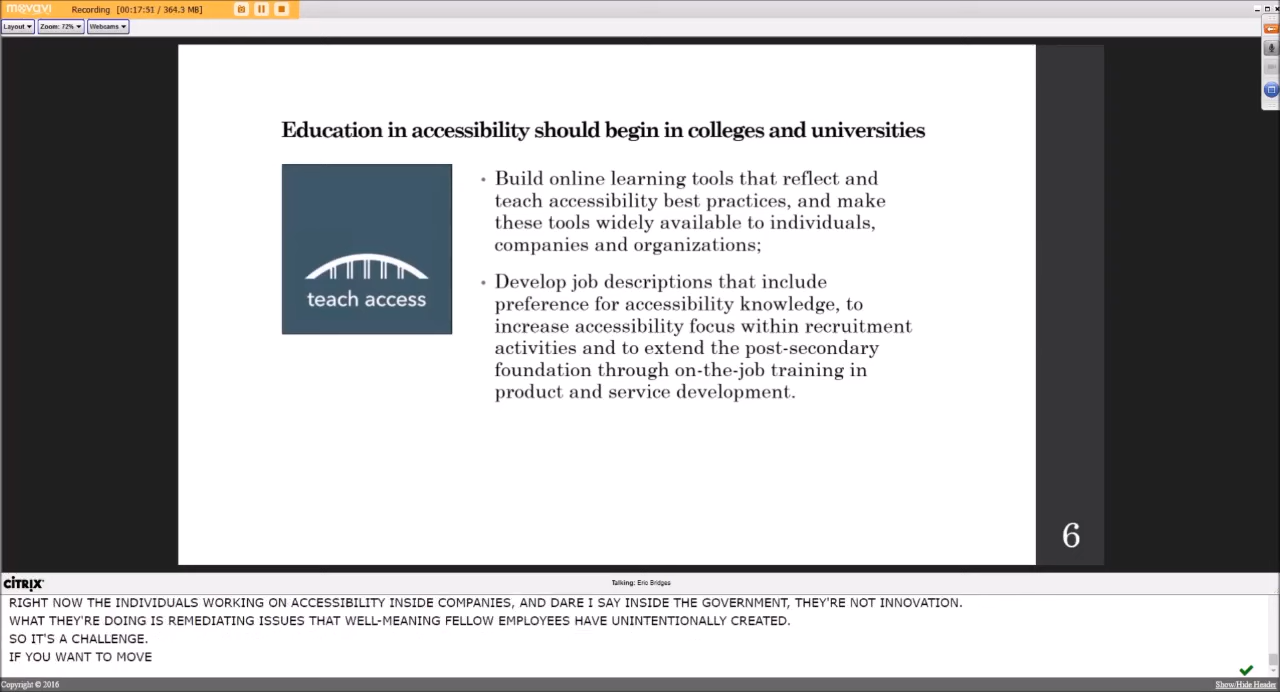 movavi Recording [00:17:51 / 364.3 MB]
Layout Zoom: 72% Webcams
Education in accessibility should begin in colleges and universities
teach access
• Build online learning tools that reflect and
teach accessibility best practices, and make
these tools widely available to individuals,
companies and organizations;
• Develop job descriptions that include
preference for accessibility knowledge, to
increase accessibility focus within recruitment
activities and to extend the post-secondary
foundation through on-the-job training in
product and service development.
6
CITRIX
Talking: Eric Bridges
RIGHT NOW THE INDIVIDUALS WORKING ON ACCESSIBILITY INSIDE COMPANIES, AND DARE I SAY INSIDE THE GOVERNMENT, THEY'RE NOT INNOVATION.
WHAT THEY'RE DOING IS REMEDIATING ISSUES THAT WELL-MEANING FELLOW EMPLOYEES HAVE UNINTENTIONALLY CREATED.
SO IT'S A CHALLENGE.
IF YOU WANT TO MOVE
Copyright © 2016
Show/Hide Header